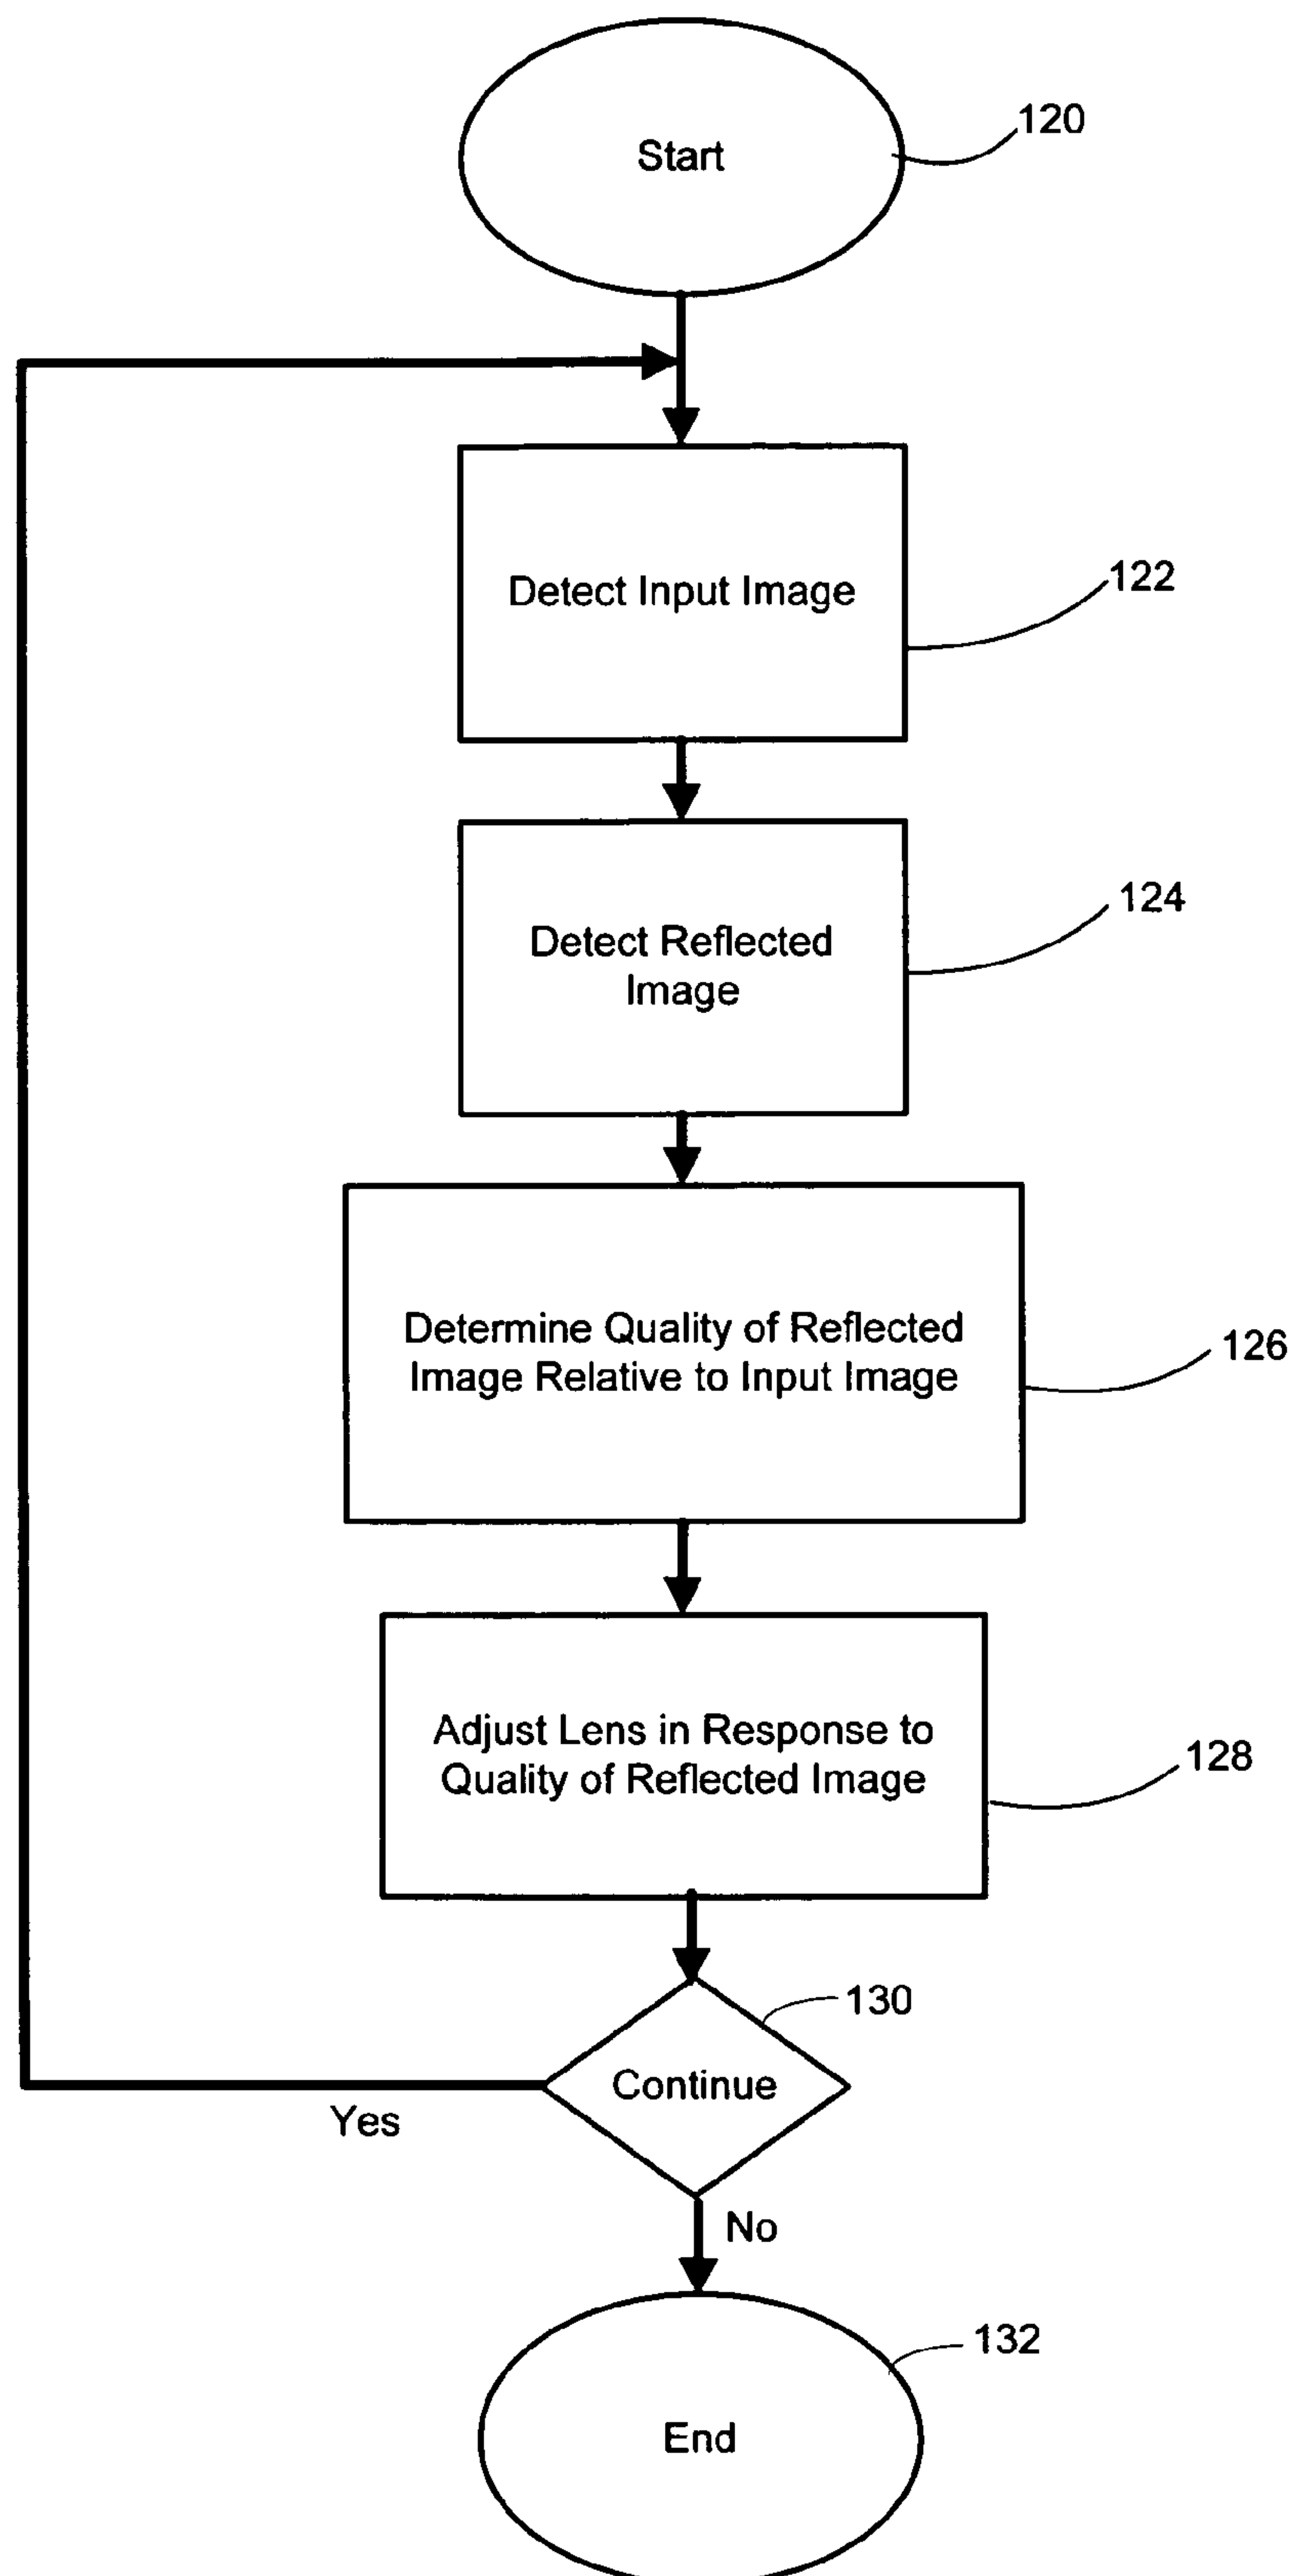 Start
120
Detect Input Image
122
Detect Reflected
Image
124
Determine Quality of Reflected
Image Relative to Input Image
126
Adjust Lens in Response to
Quality of Reflected Image
128
Continue
130
Yes
No
End
132